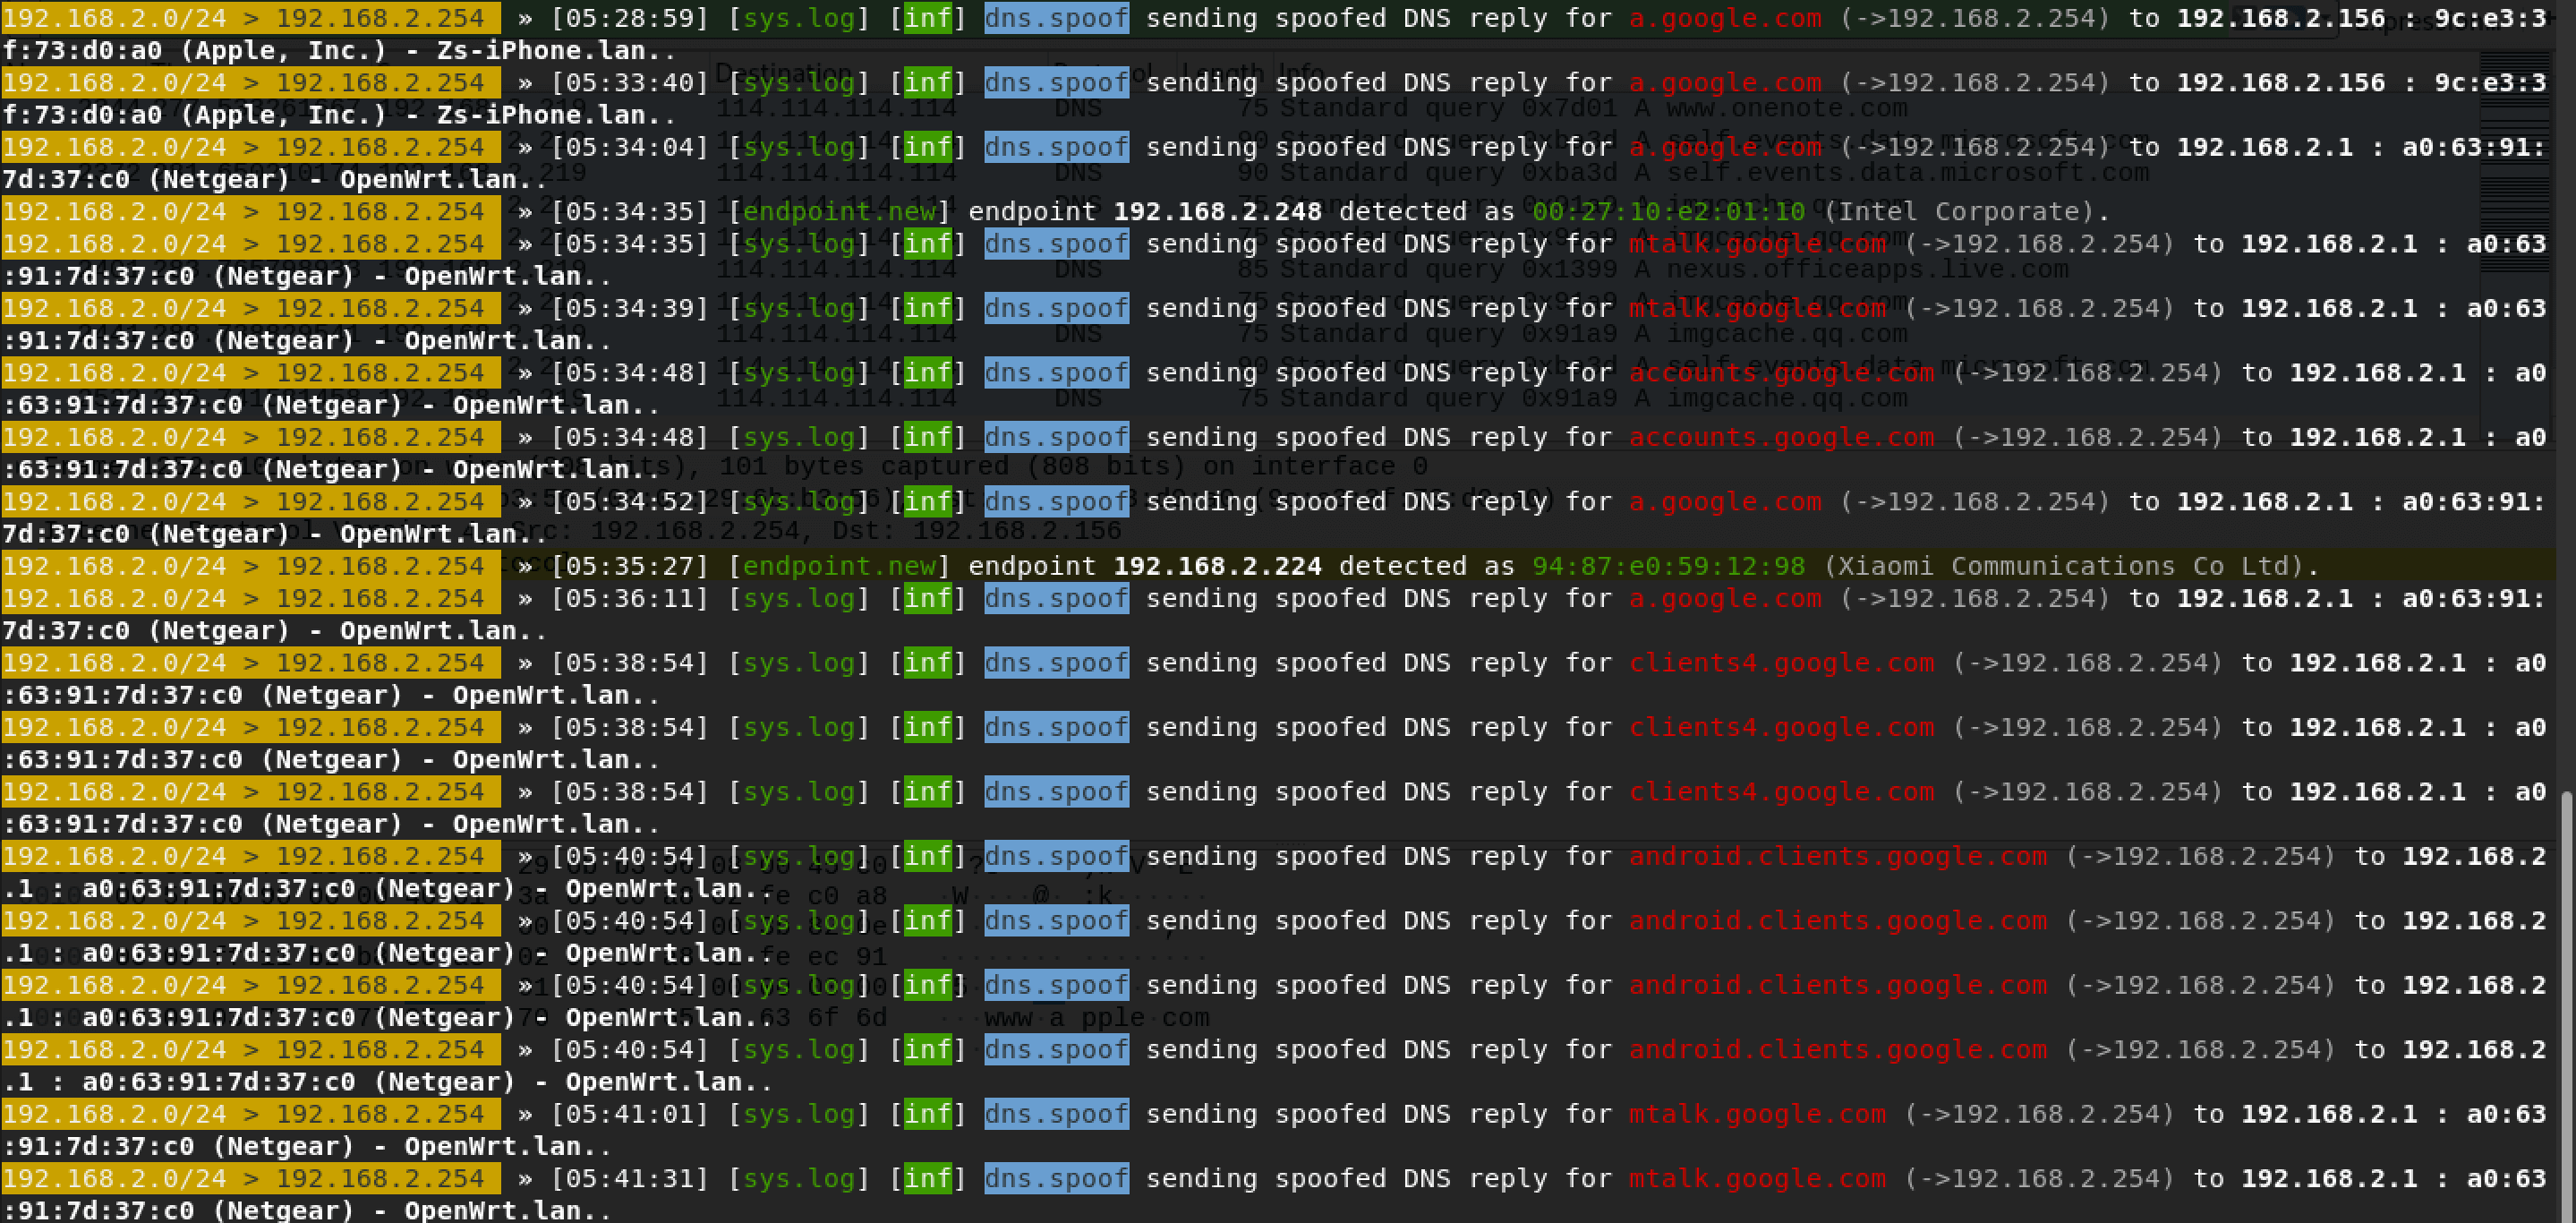 192.168.2.0/24 > 192.168.2.254 » [05:28:59] [sys.log] [inf] dns.spoof sending spoofed DNS reply for a.google.com (->192.168.2.254) to 192.168.2.156 : 9c:e3:3
f:73:d0:a0 (Apple, Inc.) - Zs-iPhone.lan..
192.168.2.0/24 > 192.168.2.254 » [05:33:40] [sys.log] [inf] dns.spoof sending spoofed DNS reply for a.google.com (->192.168.2.254) to 192.168.2.156 : 9c:e3:3
f:73:d0:a0 (Apple, Inc.) - Zs-iPhone.lan..
192.168.2.0/24 > 192.168.2.254 » [05:34:04] [sys.log] [inf] dns.spoof sending spoofed DNS reply for a.google.com (->192.168.2.254) to 192.168.2.1 : a0:63:91:
7d:37:c0 (Netgear) - OpenWrt.lan..
192.168.2.0/24 > 192.168.2.254 » [05:34:35] [endpoint.new] endpoint 192.168.2.248 detected as 00:27:10:e2:01:10 (Intel Corporate).
192.168.2.0/24 > 192.168.2.254 » [05:34:35] [sys.log] [inf] dns.spoof sending spoofed DNS reply for mtalk.google.com (->192.168.2.254) to 192.168.2.1 : a0:63
:91:7d:37:c0 (Netgear) - OpenWrt.lan..
192.168.2.0/24 > 192.168.2.254 » [05:34:39] [sys.log] [inf] dns.spoof sending spoofed DNS reply for mtalk.google.com (->192.168.2.254) to 192.168.2.1 : a0:63
:91:7d:37:c0 (Netgear) - OpenWrt.lan..
192.168.2.0/24 > 192.168.2.254 » [05:34:48] [sys.log] [inf] dns.spoof sending spoofed DNS reply for accounts.google.com (->192.168.2.254) to 192.168.2.1 : a0
:63:91:7d:37:c0 (Netgear) - OpenWrt.lan..
192.168.2.0/24 > 192.168.2.254 » [05:34:48] [sys.log] [inf] dns.spoof sending spoofed DNS reply for accounts.google.com (->192.168.2.254) to 192.168.2.1 : a0
:63:91:7d:37:c0 (Netgear) - OpenWrt.lan..
192.168.2.0/24 > 192.168.2.254 » [05:34:52] [sys.log] [inf] dns.spoof sending spoofed DNS reply for a.google.com (->192.168.2.254) to 192.168.2.1 : a0:63:91:
7d:37:c0 (Netgear) - OpenWrt.lan..
192.168.2.0/24 > 192.168.2.254 » [05:35:27] [endpoint.new] endpoint 192.168.2.224 detected as 94:87:e0:59:12:98 (Xiaomi Communications Co Ltd).
192.168.2.0/24 > 192.168.2.254 » [05:36:11] [sys.log] [inf] dns.spoof sending spoofed DNS reply for a.google.com (->192.168.2.254) to 192.168.2.1 : a0:63:91:
7d:37:c0 (Netgear) - OpenWrt.lan..
192.168.2.0/24 > 192.168.2.254 » [05:38:54] [sys.log] [inf] dns.spoof sending spoofed DNS reply for clients4.google.com (->192.168.2.254) to 192.168.2.1 : a0
:63:91:7d:37:c0 (Netgear) - OpenWrt.lan..
192.168.2.0/24 > 192.168.2.254 » [05:38:54] [sys.log] [inf] dns.spoof sending spoofed DNS reply for clients4.google.com (->192.168.2.254) to 192.168.2.1 : a0
:63:91:7d:37:c0 (Netgear) - OpenWrt.lan..
192.168.2.0/24 > 192.168.2.254 » [05:38:54] [sys.log] [inf] dns.spoof sending spoofed DNS reply for clients4.google.com (->192.168.2.254) to 192.168.2.1 : a0
:63:91:7d:37:c0 (Netgear) - OpenWrt.lan..
192.168.2.0/24 > 192.168.2.254 » [05:40:54] [sys.log] [inf] dns.spoof sending spoofed DNS reply for android.clients.google.com (->192.168.2.254) to 192.168.2
.1 : a0:63:91:7d:37:c0 (Netgear) - OpenWrt.lan..
192.168.2.0/24 > 192.168.2.254 » [05:40:54] [sys.log] [inf] dns.spoof sending spoofed DNS reply for android.clients.google.com (->192.168.2.254) to 192.168.2
.1 : a0:63:91:7d:37:c0 (Netgear) - OpenWrt.lan..
192.168.2.0/24 > 192.168.2.254 » [05:40:54] [sys.log] [inf] dns.spoof sending spoofed DNS reply for android.clients.google.com (->192.168.2.254) to 192.168.2
.1 : a0:63:91:7d:37:c0 (Netgear) - OpenWrt.lan..
192.168.2.0/24 > 192.168.2.254 » [05:40:54] [sys.log] [inf] dns.spoof sending spoofed DNS reply for android.clients.google.com (->192.168.2.254) to 192.168.2
.1 : a0:63:91:7d:37:c0 (Netgear) - OpenWrt.lan..
192.168.2.0/24 > 192.168.2.254 » [05:41:01] [sys.log] [inf] dns.spoof sending spoofed DNS reply for mtalk.google.com (->192.168.2.254) to 192.168.2.1 : a0:63
:91:7d:37:c0 (Netgear) - OpenWrt.lan..
192.168.2.0/24 > 192.168.2.254 » [05:41:31] [sys.log] [inf] dns.spoof sending spoofed DNS reply for mtalk.google.com (->192.168.2.254) to 192.168.2.1 : a0:63
:91:7d:37:c0 (Netgear) - OpenWrt.lan..